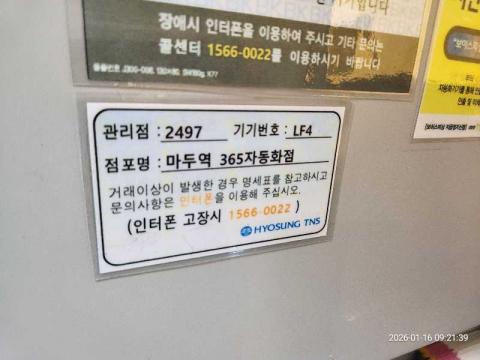 장애시 인터폰을 이용하여 주시고 기타 문의는
콜센터 1566-0022를 이용하시기 바랍니다
관리점 : 2497 기기번호 : LF4
점포명 : 마두역 365자동화점
거래이상이 발생한 경우 명세표를 참고하시고
문의사항은 인터폰을 이용해 주십시오.
(인터폰 고장시 1566-0022 )
HYOSUNG TNS
2026-01-16 09:21:39